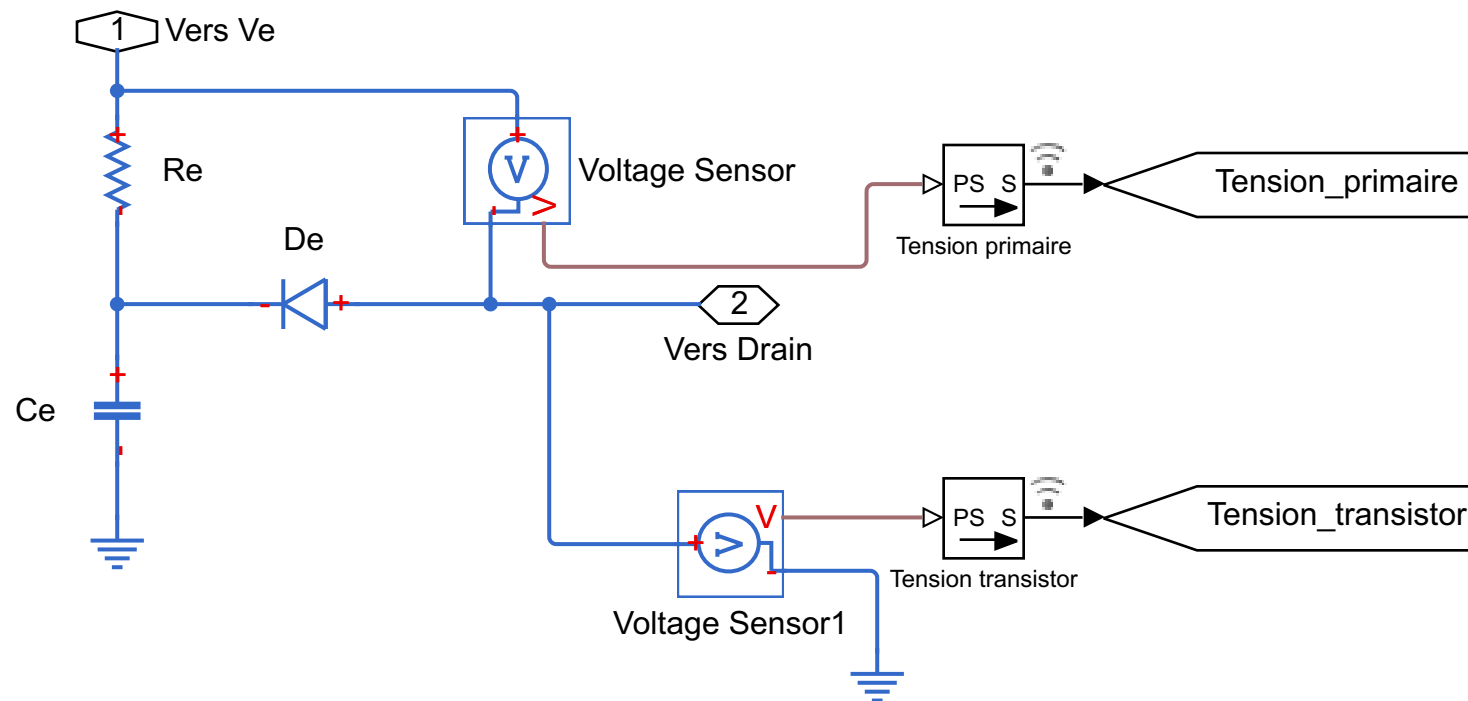 1 Vers Ve
+
+
Re
V
Voltage Sensor
-
-
V
PS S
Tension primaire
Tension_primaire
De
-
+
2
Vers Drain
+
Ce
-
+
V
V
-
Voltage Sensor1
PS S
Tension transistor
Tension_transistor